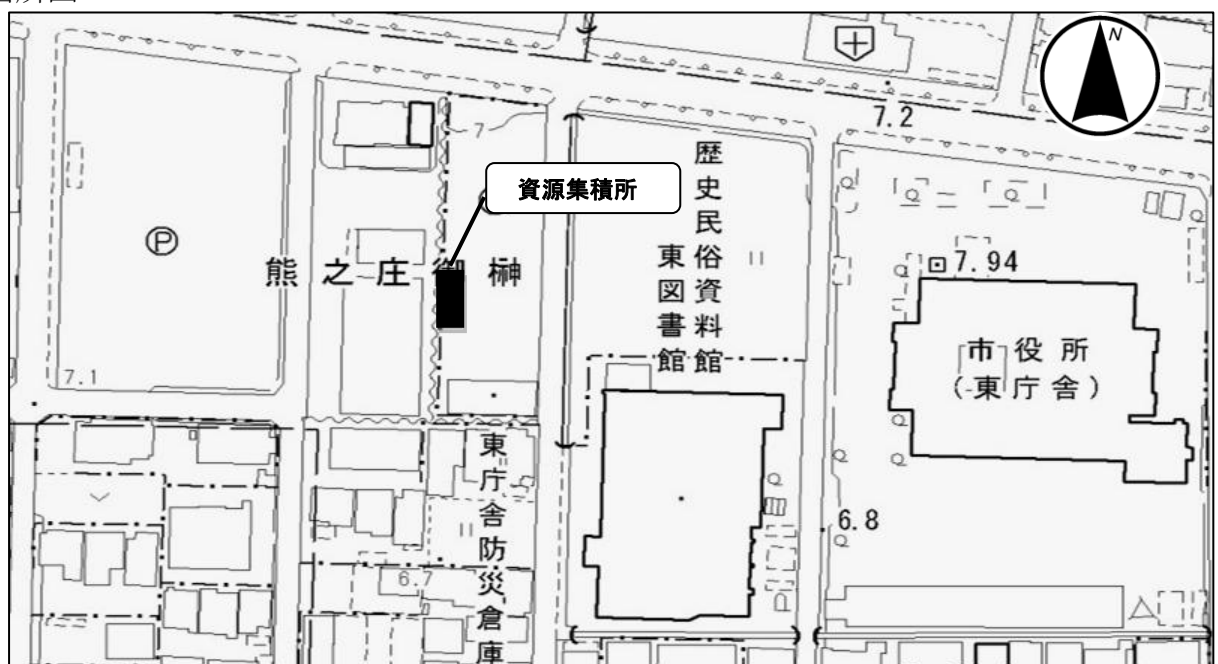 N
7.2
7
資源集積所
歴史民俗資料館
東図書館
P
熊之庄御榊
7.94
市役所
(東庁舎)
7.1
東庁舎防災倉庫
6.8
6.7